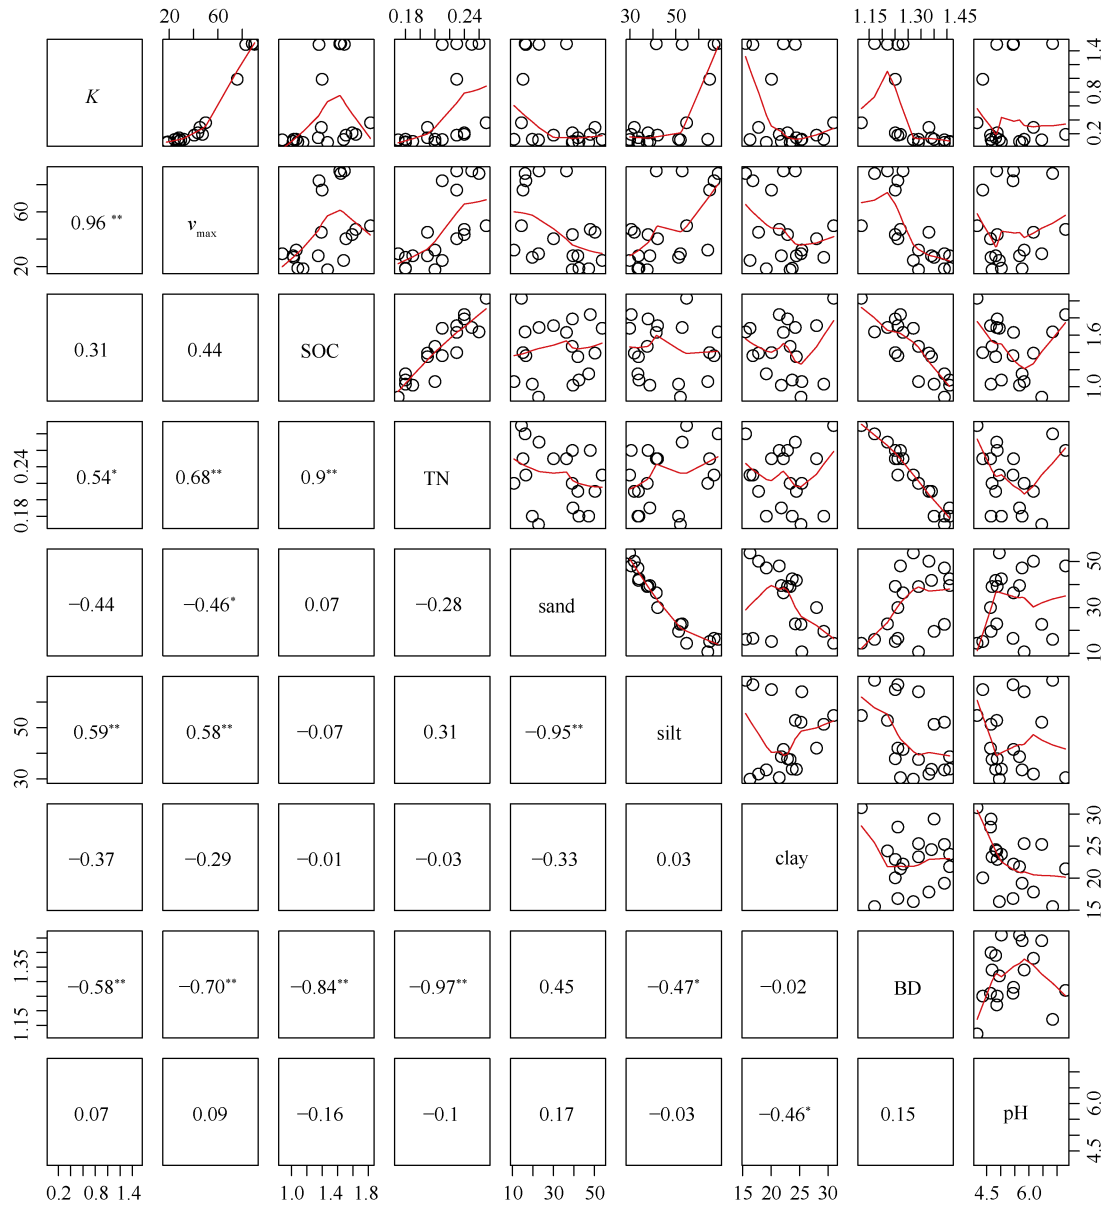 20 60 0.18 0.24 30 50 1.15 1.30 1.45
K 0.2 0.8 1.4
20 60 0.96 ** vmax
0.31 0.44 SOC 1.0 1.6
0.18 0.24 0.54* 0.68** 0.9** TN
−0.44 −0.46* 0.07 −0.28 sand 10 30 50
30 50 0.59** 0.58** −0.07 0.31 −0.95** silt
−0.37 −0.29 −0.01 −0.03 −0.33 0.03 clay 15 20 25 30
1.15 1.35 −0.58** −0.70** −0.84** −0.97** 0.45 −0.47* −0.02 BD
0.07 0.09 −0.16 −0.1 0.17 −0.03 −0.46* 0.15 pH 4.5 6.0
0.2 0.8 1.4 1.0 1.4 1.8 10 30 50 15 20 25 30 4.5 6.0